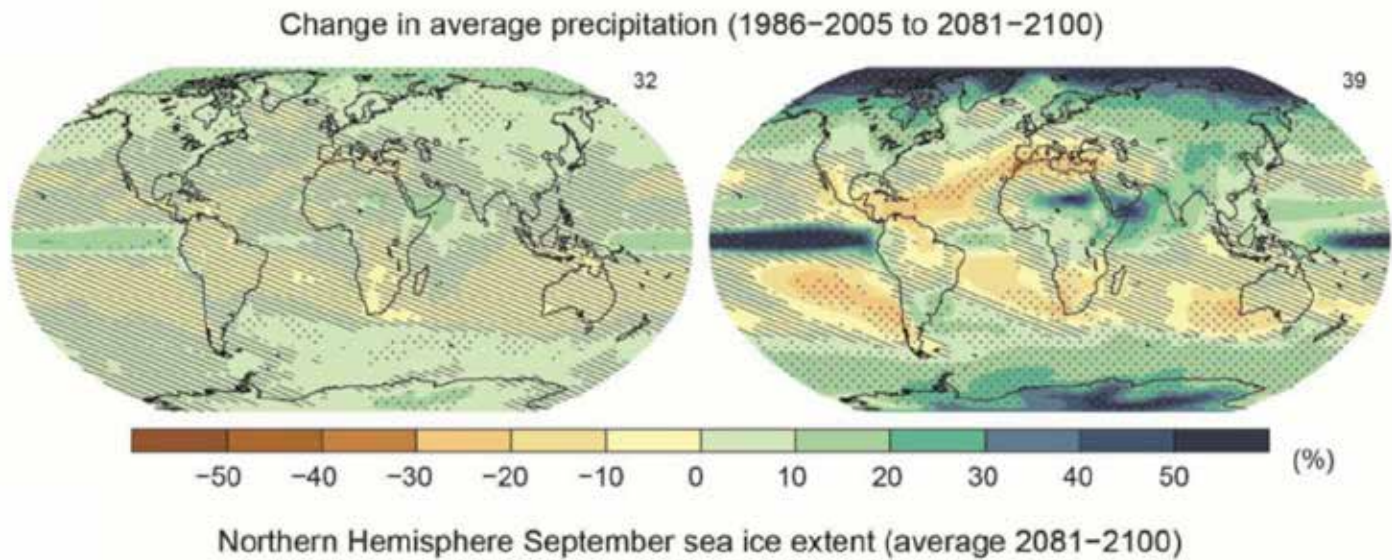 Change in average precipitation (1986−2005 to 2081−2100)
32
39
−50 −40 −30 −20 −10 0 10 20 30 40 50
(%)
Northern Hemisphere September sea ice extent (average 2081−2100)